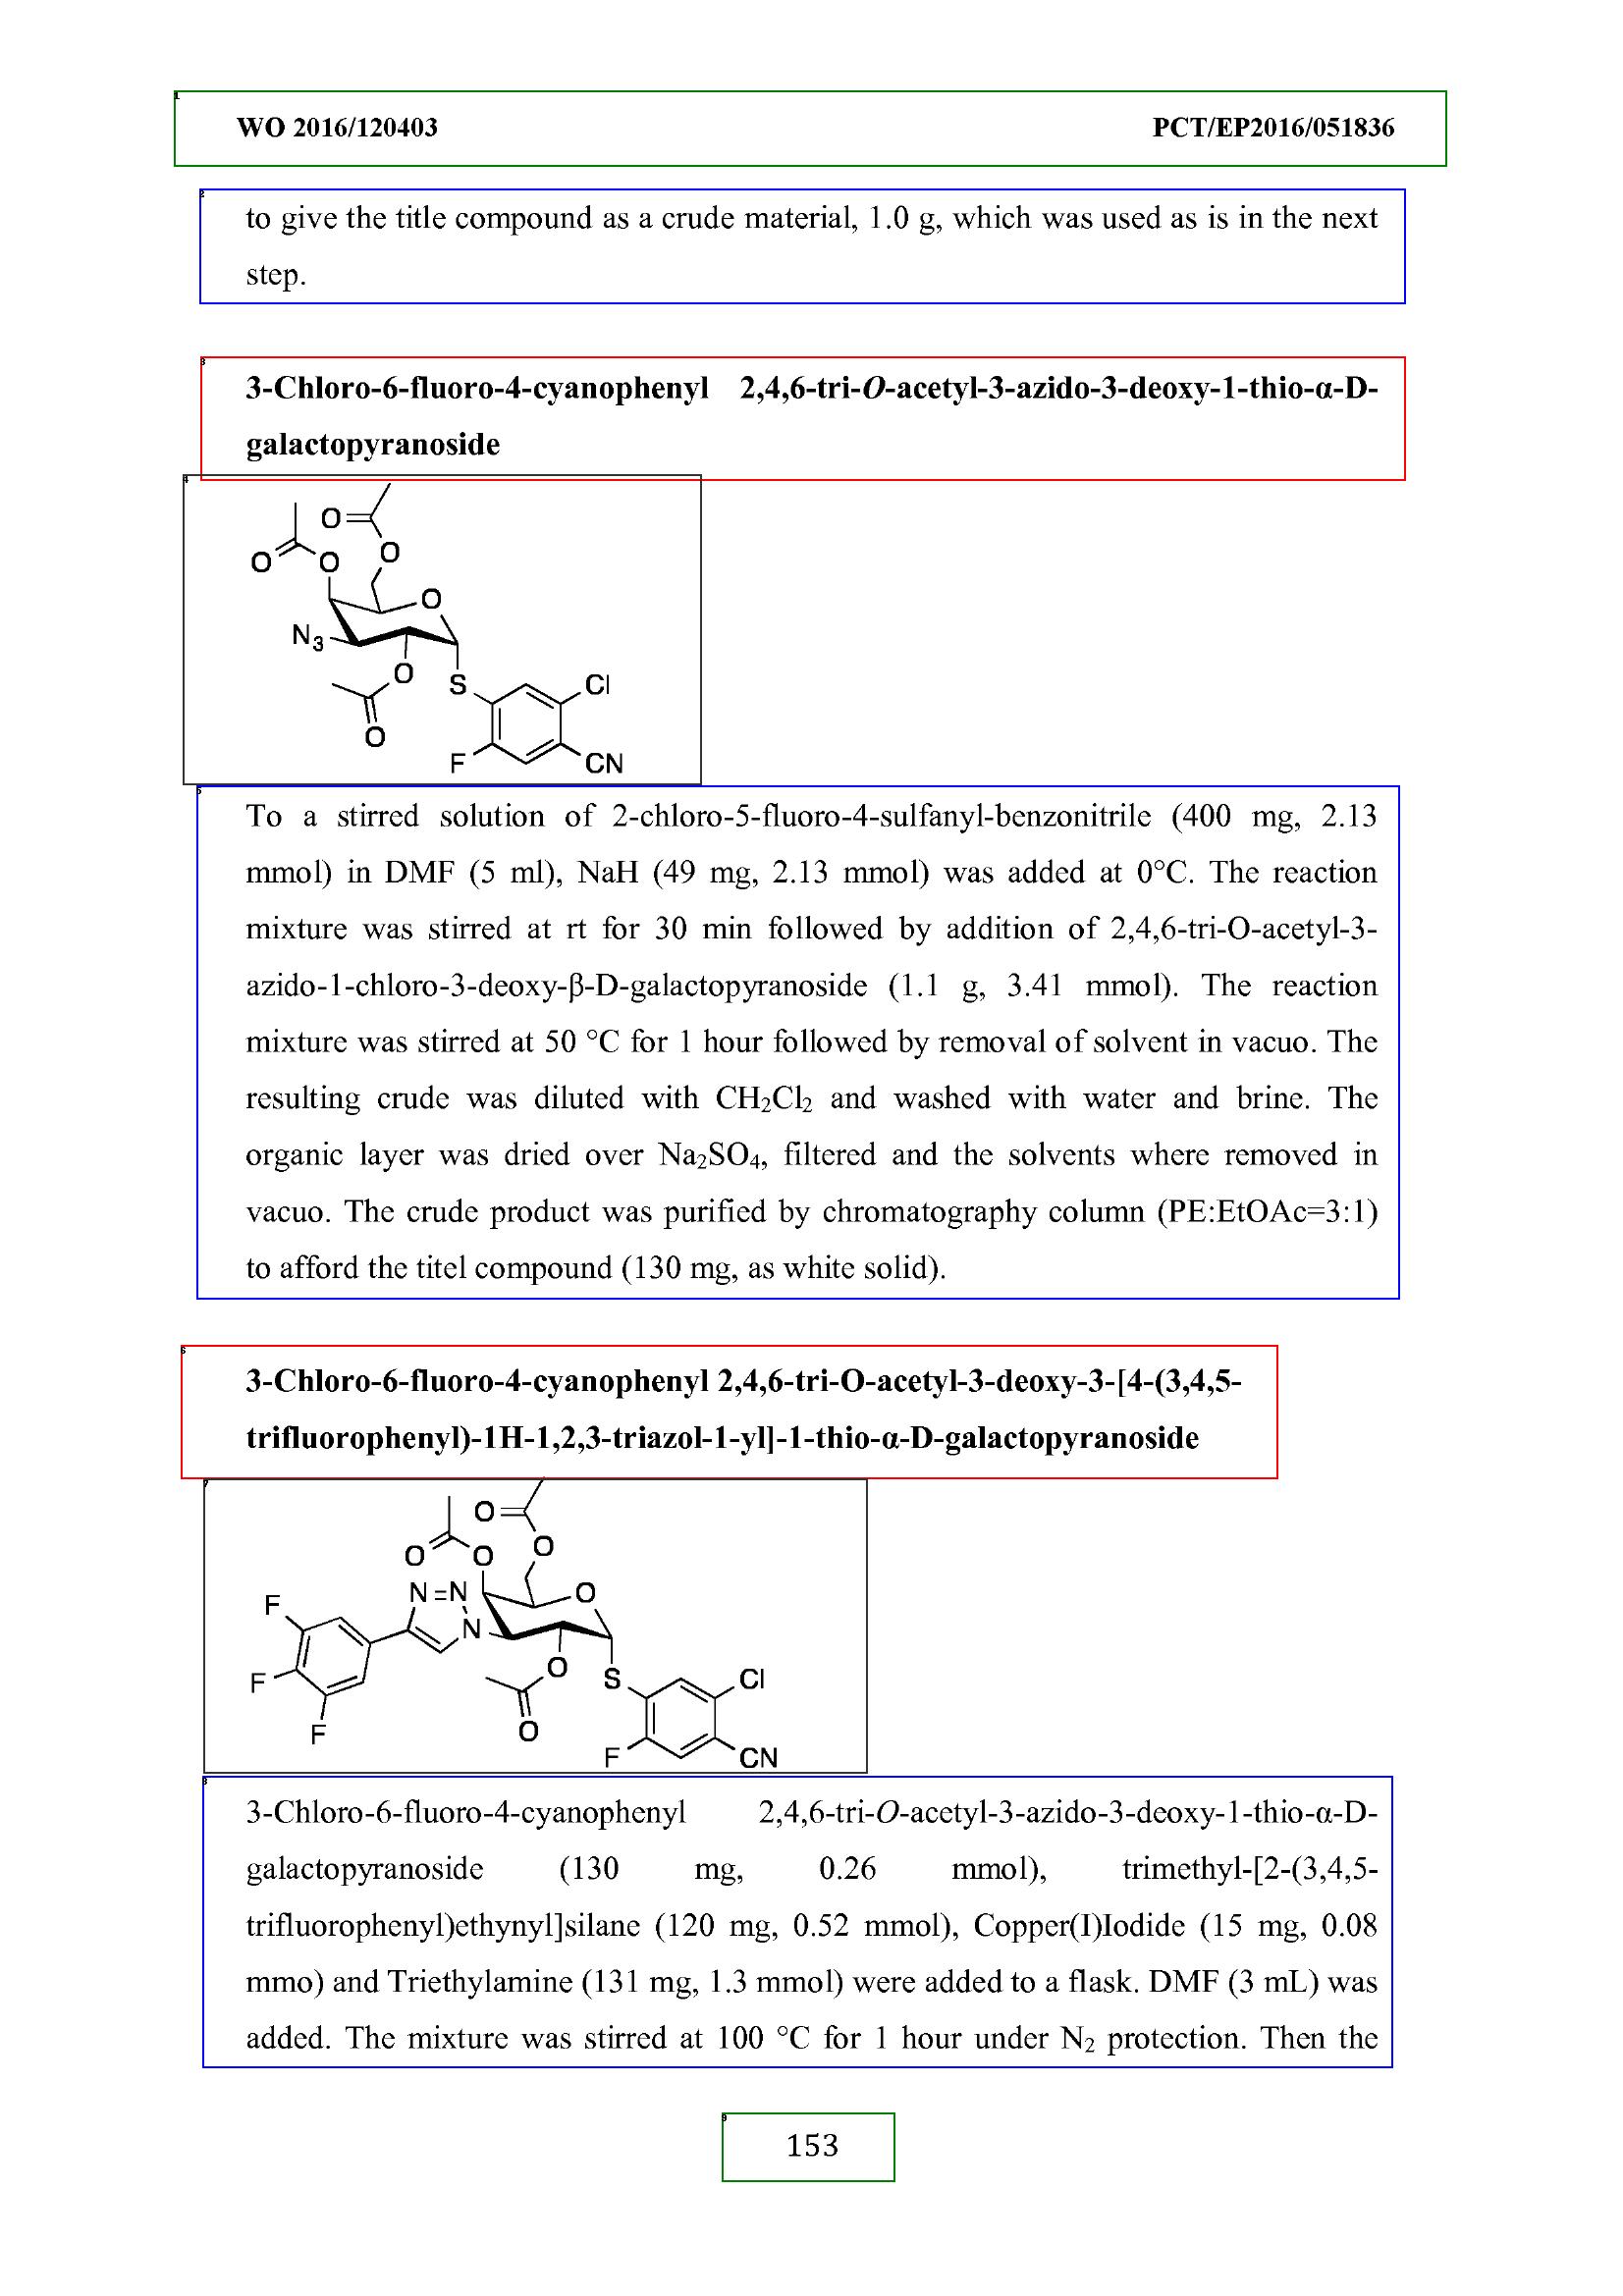 WO 2016/120403 PCT/EP2016/051836
to give the title compound as a crude material, 1.0 g, which was used as is in the next
step.
3-Chloro-6-fluoro-4-cyanophenyl 2,4,6-tri-O-acetyl-3-azido-3-deoxy-1-thio-α-D-
galactopyranoside
O
O O O
O
N3
O
S Cl
O
F CN
To a stirred solution of 2-chloro-5-fluoro-4-sulfanyl-benzonitrile (400 mg, 2.13
mmol) in DMF (5 ml), NaH (49 mg, 2.13 mmol) was added at 0°C. The reaction
mixture was stirred at rt for 30 min followed by addition of 2,4,6-tri-O-acetyl-3-
azido-1-chloro-3-deoxy-β-D-galactopyranoside (1.1 g, 3.41 mmol). The reaction
mixture was stirred at 50 °C for 1 hour followed by removal of solvent in vacuo. The
resulting crude was diluted with CH₂Cl₂ and washed with water and brine. The
organic layer was dried over Na₂SO₄, filtered and the solvents where removed in
vacuo. The crude product was purified by chromatography column (PE:EtOAc=3:1)
to afford the titel compound (130 mg, as white solid).
3-Chloro-6-fluoro-4-cyanophenyl 2,4,6-tri-O-acetyl-3-deoxy-3-[4-(3,4,5-
trifluorophenyl)-1H-1,2,3-triazol-1-yl]-1-thio-α-D-galactopyranoside
O
O O O
F N=N O
N
F O S Cl
F O
F CN
3-Chloro-6-fluoro-4-cyanophenyl 2,4,6-tri-O-acetyl-3-azido-3-deoxy-1-thio-α-D-
galactopyranoside (130 mg, 0.26 mmol), trimethyl-[2-(3,4,5-
trifluorophenyl)ethynyl]silane (120 mg, 0.52 mmol), Copper(I)Iodide (15 mg, 0.08
mmo) and Triethylamine (131 mg, 1.3 mmol) were added to a flask. DMF (3 mL) was
added. The mixture was stirred at 100 °C for 1 hour under N₂ protection. Then the
153